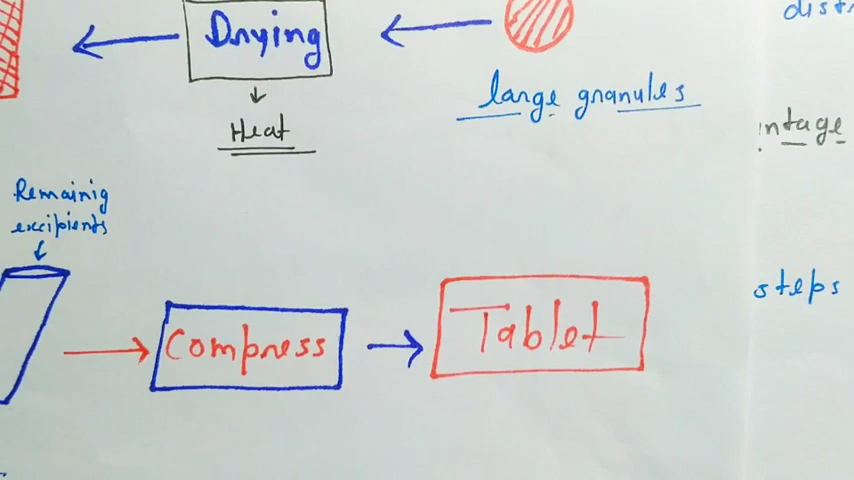 Drying
Heat
large granules
Remainig
excipients
Compress
Tablet
steps